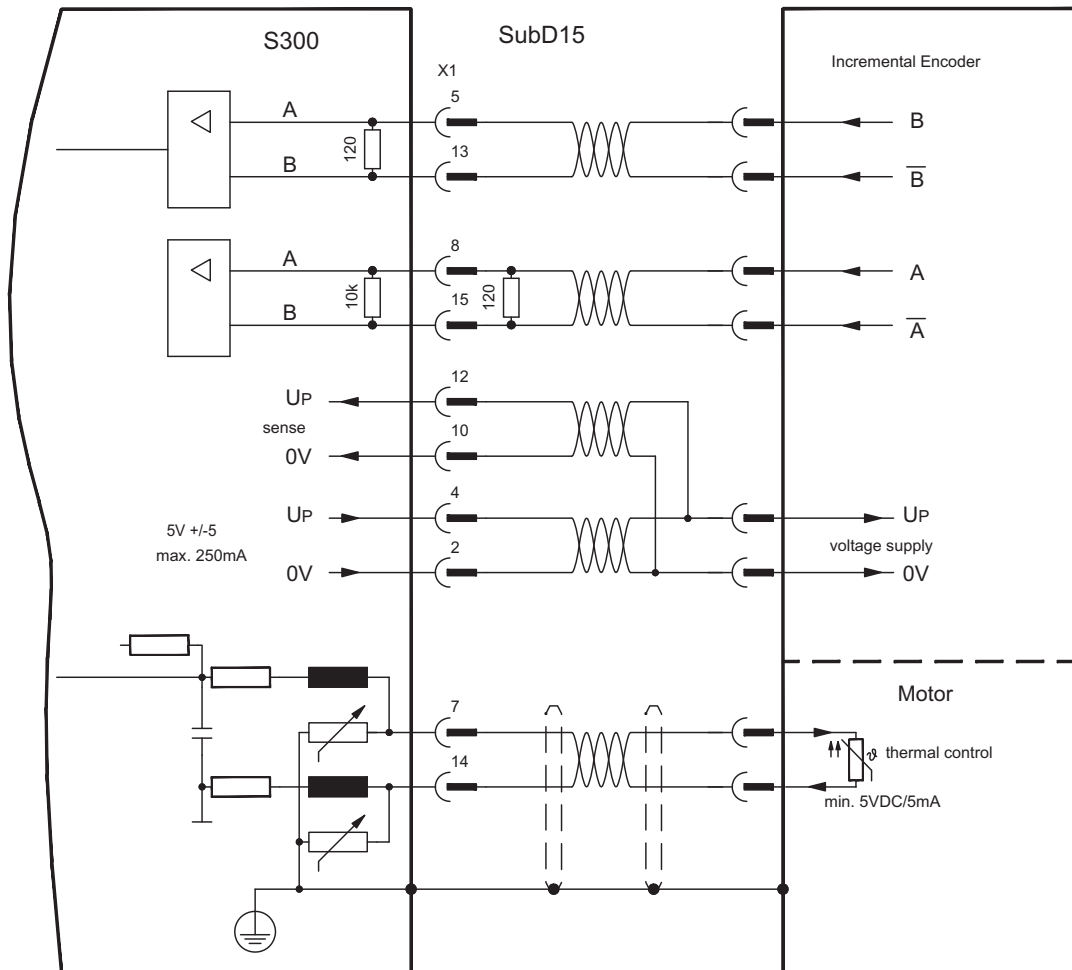 S300
SubD15
Incremental Encoder
X1
5
A
B
120
B
13
B
8
A
A
10k
120
B
15
A
12
UP
sense
10
0V
4
UP
UP
5V +/-5
max. 250mA
voltage supply
2
0V
0V
Motor
7
ϑ thermal control
14
min. 5VDC/5mA